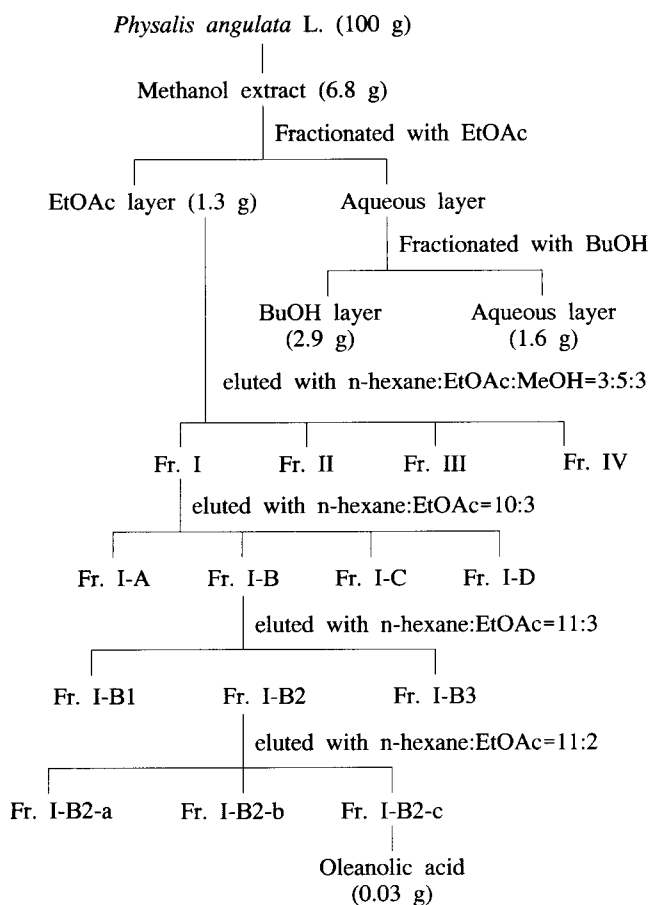 Physalis angulata L. (100 g)
Methanol extract (6.8 g)
Fractionated with EtOAc
EtOAc layer (1.3 g) Aqueous layer
Fractionated with BuOH
BuOH layer Aqueous layer
(2.9 g) (1.6 g)
eluted with n-hexane:EtOAc:MeOH=3:5:3
Fr. I Fr. II Fr. III Fr. IV
eluted with n-hexane:EtOAc=10:3
Fr. I-A Fr. I-B Fr. I-C Fr. I-D
eluted with n-hexane:EtOAc=11:3
Fr. I-B1 Fr. I-B2 Fr. I-B3
eluted with n-hexane:EtOAc=11:2
Fr. I-B2-a Fr. I-B2-b Fr. I-B2-c
Oleanolic acid
(0.03 g)